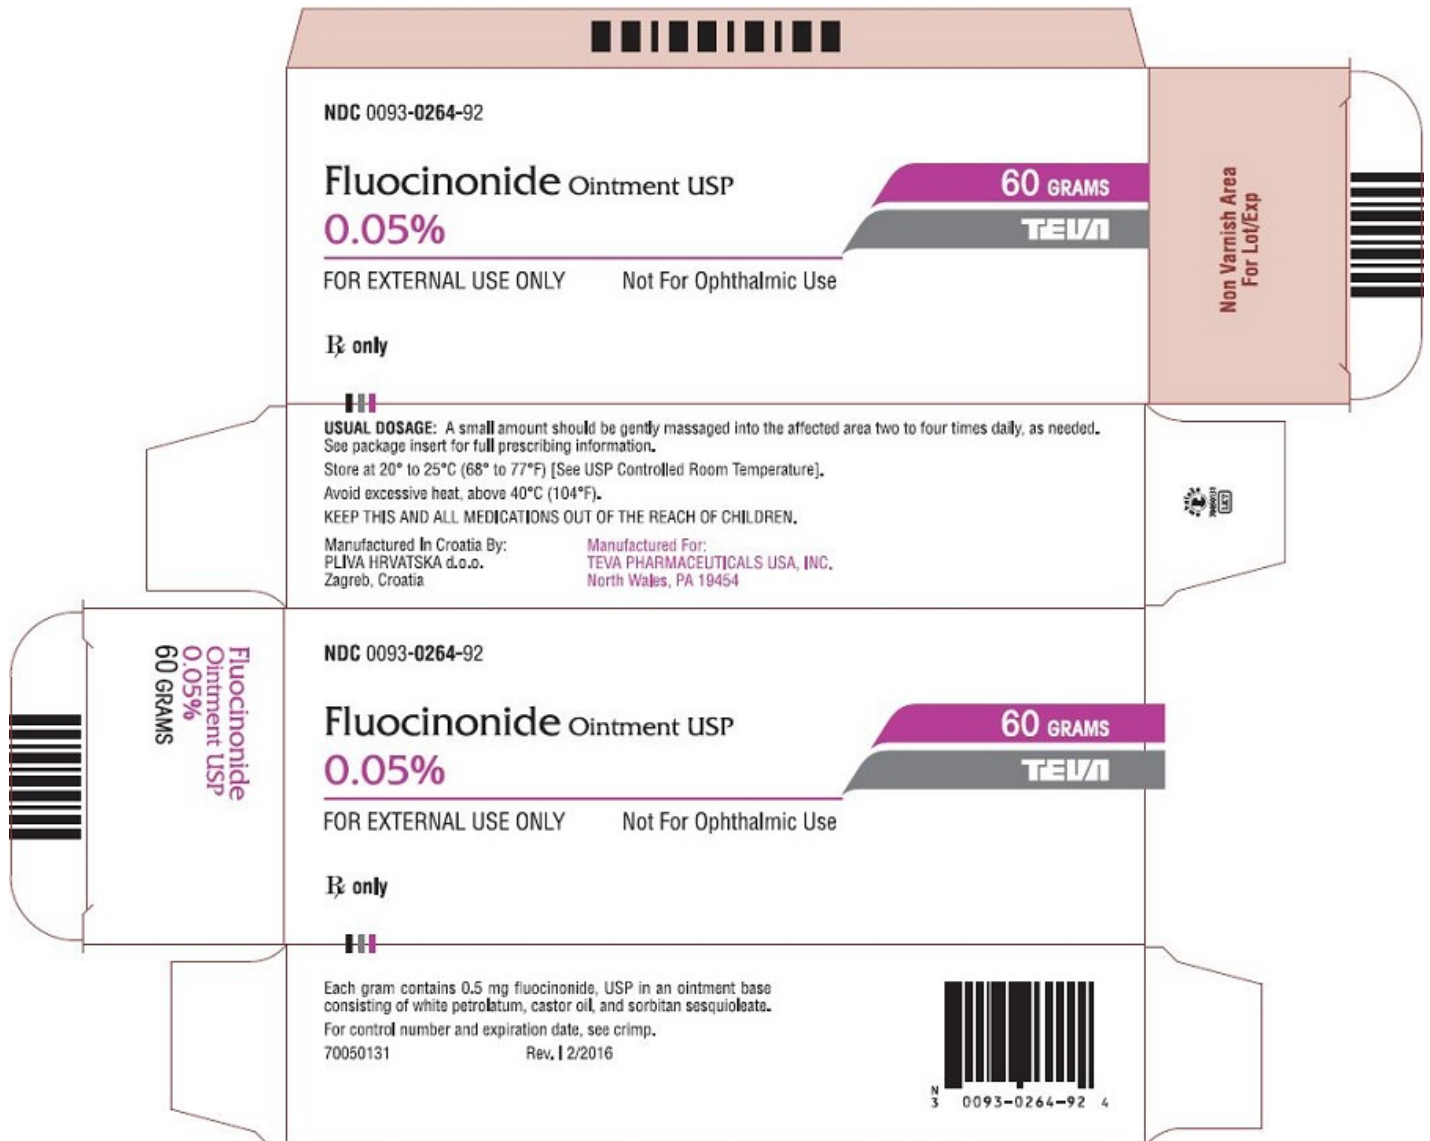 NDC 0093-0264-92
Fluocinonide Ointment USP
0.05%
60 GRAMS
TEVA
FOR EXTERNAL USE ONLY Not For Ophthalmic Use
℞ only
Non Varnish Area
For Lot/Exp
USUAL DOSAGE: A small amount should be gently massaged into the affected area two to four times daily, as needed.
See package insert for full prescribing information.
Store at 20° to 25°C (68° to 77°F) [See USP Controlled Room Temperature].
Avoid excessive heat, above 40°C (104°F).
KEEP THIS AND ALL MEDICATIONS OUT OF THE REACH OF CHILDREN.
Manufactured In Croatia By:
PLIVA HRVATSKA d.o.o.
Zagreb, Croatia
Manufactured For:
TEVA PHARMACEUTICALS USA, INC.
North Wales, PA 19454
Fluocinonide
Ointment USP
0.05%
60 GRAMS
NDC 0093-0264-92
Fluocinonide Ointment USP
0.05%
60 GRAMS
TEVA
FOR EXTERNAL USE ONLY Not For Ophthalmic Use
℞ only
Each gram contains 0.5 mg fluocinonide, USP in an ointment base
consisting of white petrolatum, castor oil, and sorbitan sesquioleate.
For control number and expiration date, see crimp.
70050131 Rev. I 2/2016
N
3 0093-0264-92 4